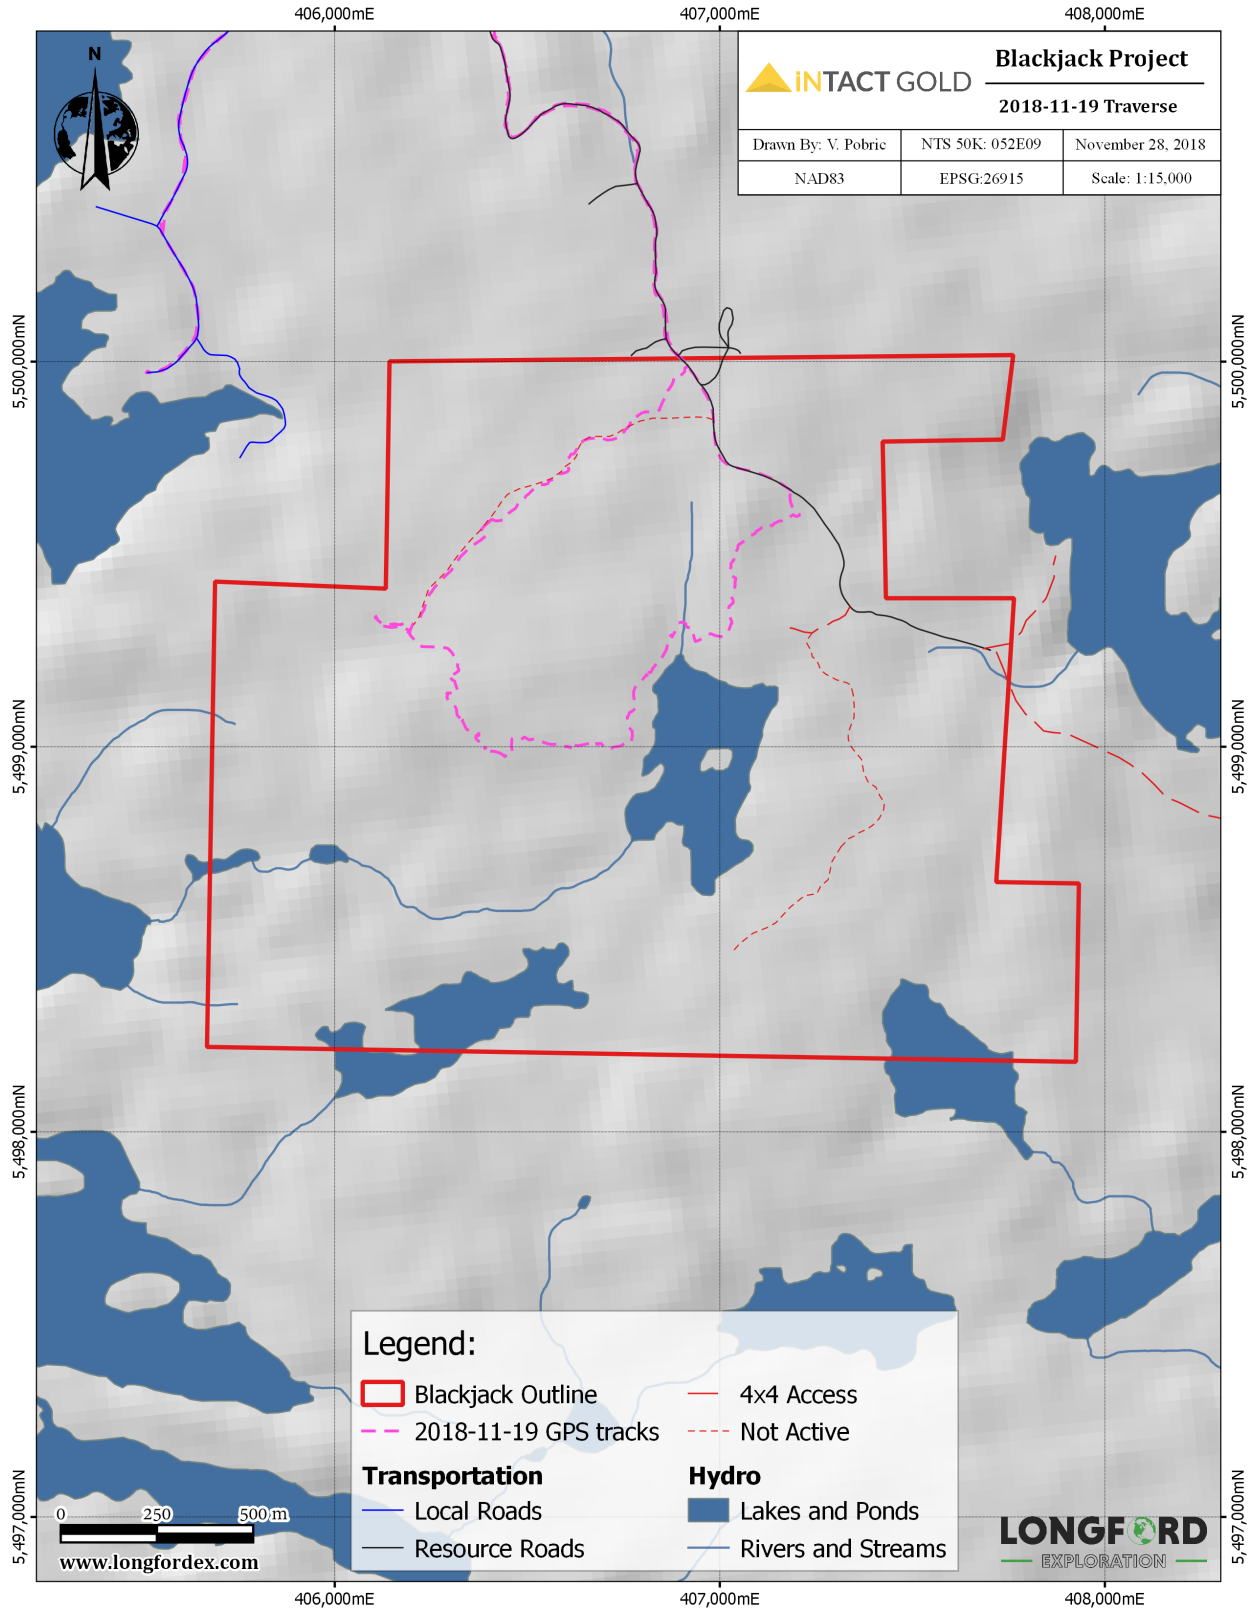 406,000mE 407,000mE 408,000mE
N
iNTACT GOLD
Blackjack Project
2018-11-19 Traverse
Drawn By: V. Pobric NTS 50K: 052E09 November 28, 2018
NAD83 EPSG:26915 Scale: 1:15,000
5,500,000mN 5,500,000mN
5,499,000mN 5,499,000mN
5,498,000mN 5,498,000mN
5,497,000mN 5,497,000mN
Legend:
Blackjack Outline
2018-11-19 GPS tracks
Transportation
Local Roads
Resource Roads
4x4 Access
Not Active
Hydro
Lakes and Ponds
Rivers and Streams
0 250 500 m
www.longfordex.com
LONGFORD
EXPLORATION
406,000mE 407,000mE 408,000mE